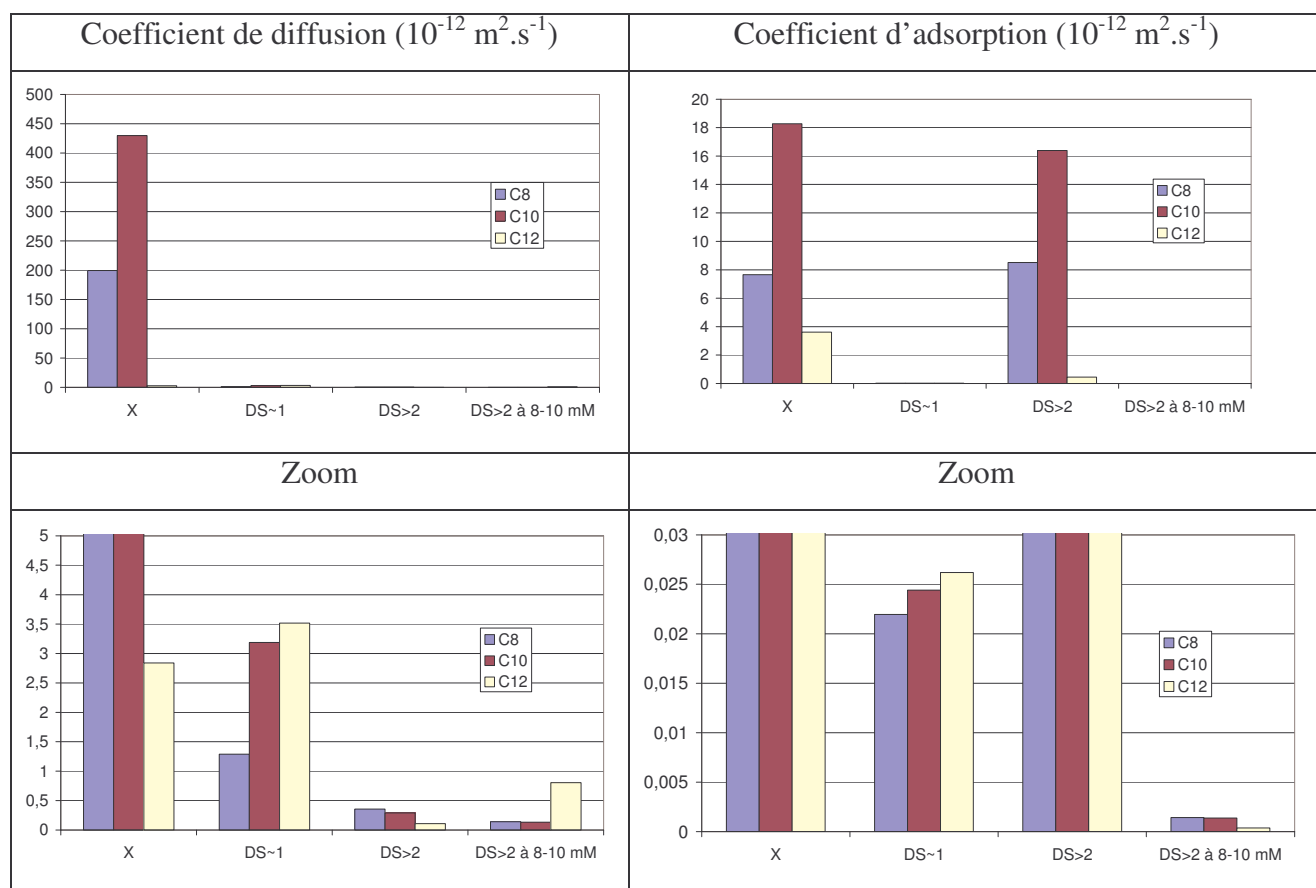 Coefficient de diffusion (10⁻¹² m².s⁻¹)
Coefficient d'adsorption (10⁻¹² m².s⁻¹)
500
450
400
350
300
250
200
150
100
50
0
X DS~1 DS>2 DS>2 à 8-10 mM
C8
C10
C12
20
18
16
14
12
10
8
6
4
2
0
X DS~1 DS>2 DS>2 à 8-10 mM
C8
C10
C12
Zoom
Zoom
5
4,5
4
3,5
3
2,5
2
1,5
1
0,5
0
X DS~1 DS>2 DS>2 à 8-10 mM
C8
C10
C12
0,03
0,025
0,02
0,015
0,01
0,005
0
X DS~1 DS>2 DS>2 à 8-10 mM
C8
C10
C12